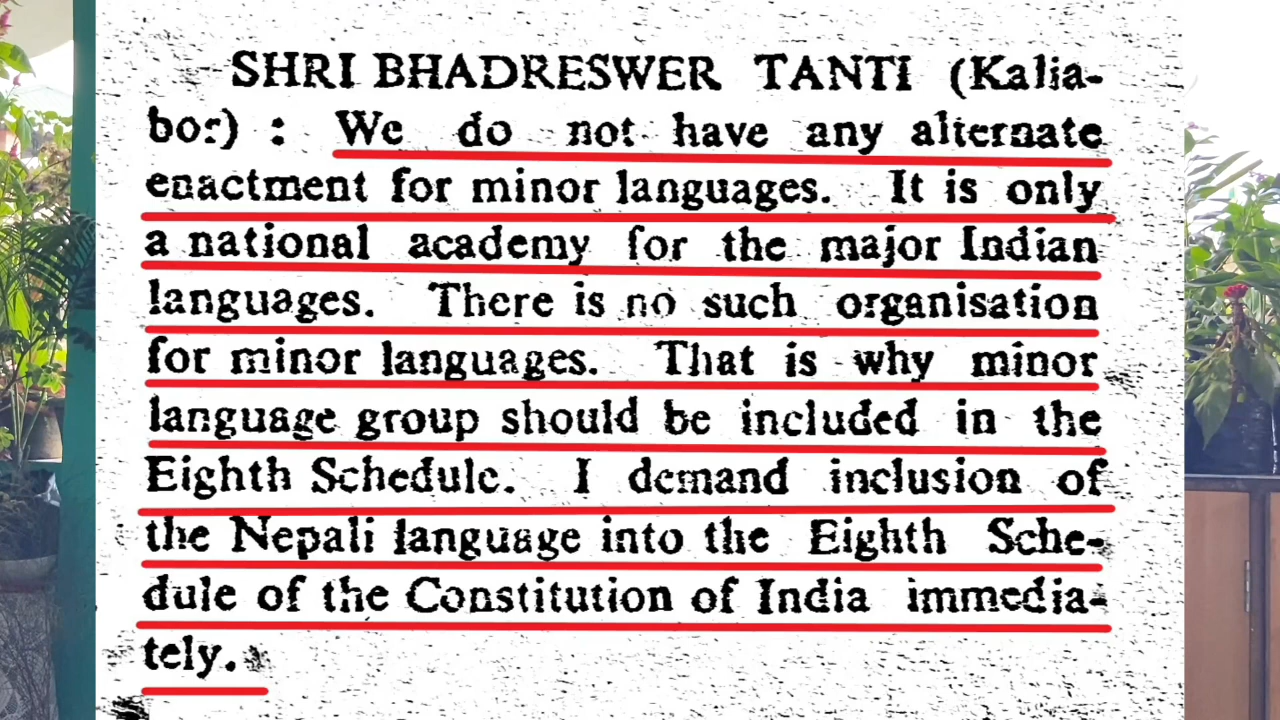 SHRI BHADRESWER TANTI (Kalia-
bor) : We do not have any alternate
enactment for minor languages. It is only
a national academy for the major Indian
languages. There is no such organisation
for minor languages. That is why minor
language group should be included in the
Eighth Schedule. I demand inclusion of
the Nepali language into the Eighth Sche-
dule of the Constitution of India immedia-
tely.